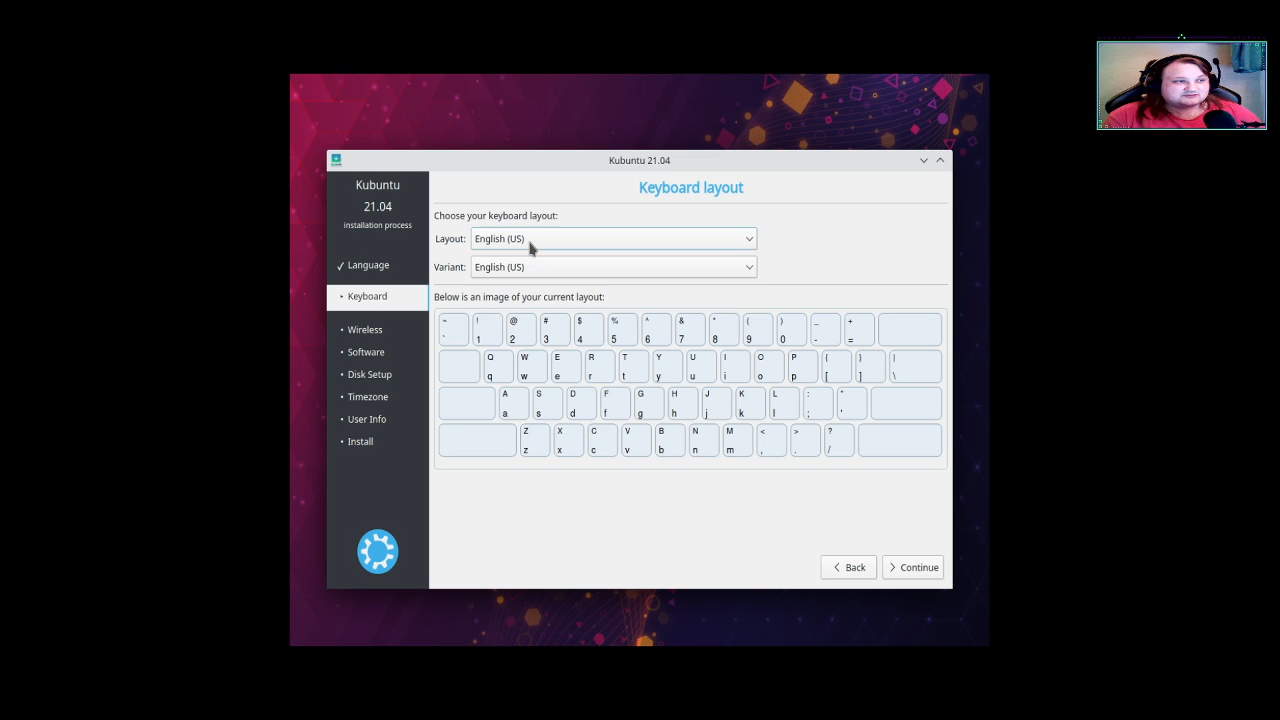 Kubuntu 21.04
Kubuntu
21.04
installation process
✓ Language
Keyboard
• Wireless
• Software
• Disk Setup
• Timezone
• User Info
• Install
Keyboard layout
Choose your keyboard layout:
Layout: English (US)
Variant: English (US)
Below is an image of your current layout:
~ ! @ # $ % ^ & * ( ) _ +
` 1 2 3 4 5 6 7 8 9 0 - =
Q W E R T Y U I O P { } |
q w e r t y u i o p [ ] \
A S D F G H J K L : "
a s d f g h j k l ; '
Z X C V B N M < > ?
z x c v b n m , . /
Back Continue